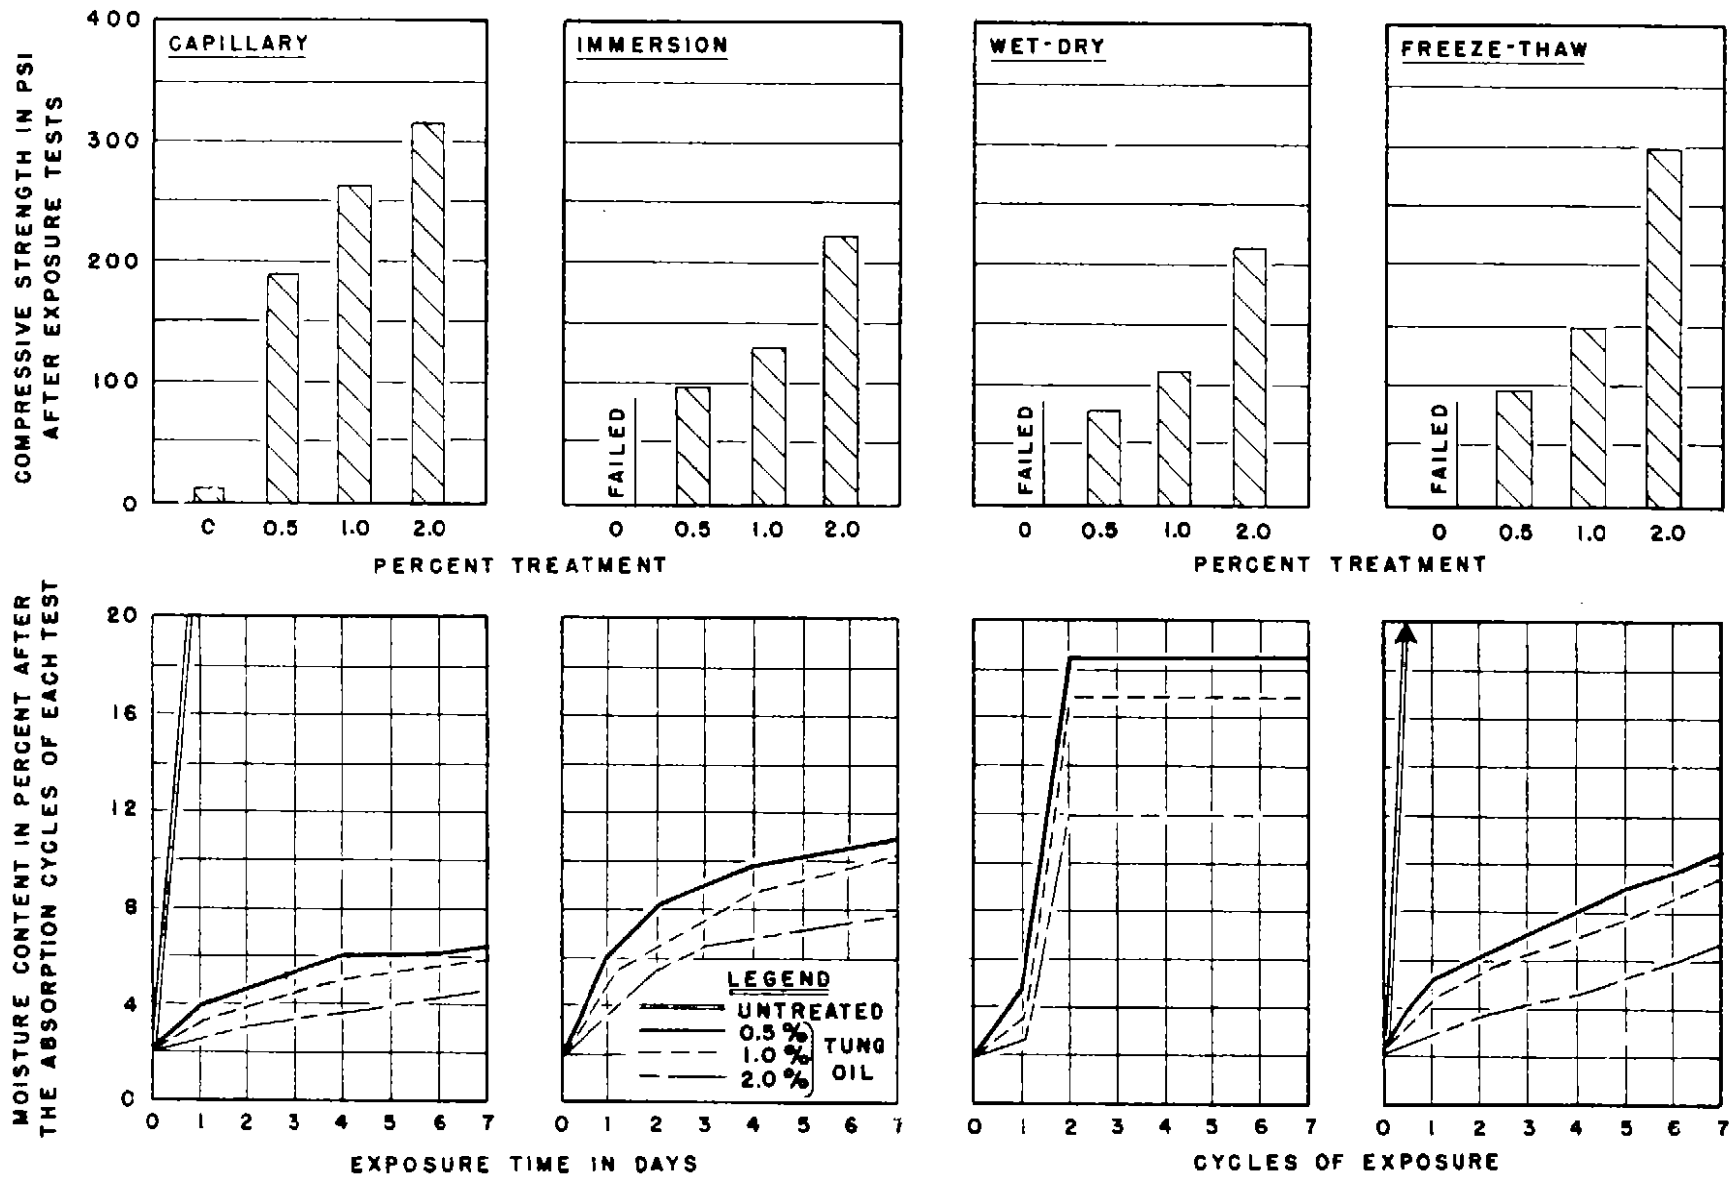 COMPRESSIVE STRENGTH IN PSI
AFTER EXPOSURE TESTS
400
300
200
100
0
CAPILLARY
C 0.5 1.0 2.0
IMMERSION
FAILED
0 0.5 1.0 2.0
WET-DRY
FAILED
0 0.5 1.0 2.0
FREEZE-THAW
FAILED
0 0.5 1.0 2.0
PERCENT TREATMENT
PERCENT TREATMENT
MOISTURE CONTENT IN PERCENT AFTER
THE ABSORPTION CYCLES OF EACH TEST
20
16
12
8
4
0
0 1 2 3 4 5 6 7
LEGEND
UNTREATED
0.5 %
1.0 %
2.0 %
TUNG
OIL
0 1 2 3 4 5 6 7
0 1 2 3 4 5 6 7
0 1 2 3 4 5 6 7
EXPOSURE TIME IN DAYS
CYCLES OF EXPOSURE